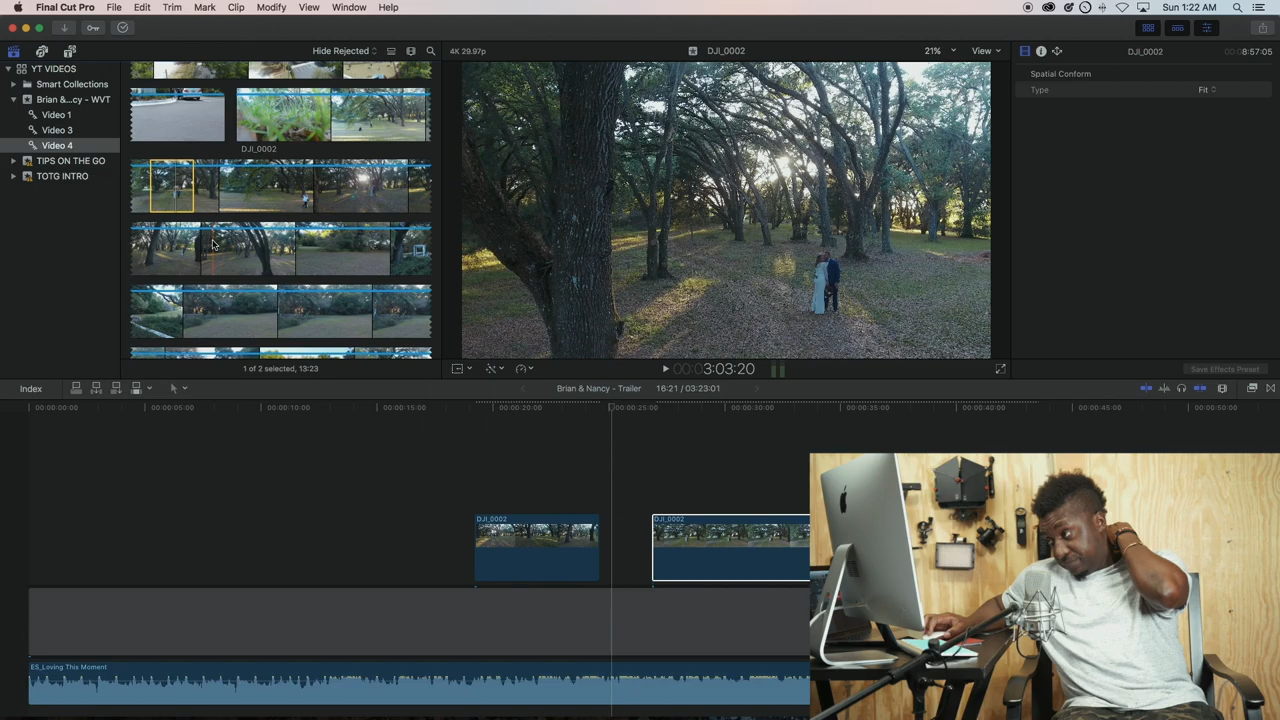 Final Cut Pro File Edit Trim Mark Clip Modify View Window Help Sun 1:22 AM
Hide Rejected 4K 29.97p DJI_0002 21% View DJI_0002 00:0 8:57:05
YT VIDEOS
Smart Collections
Brian &...cy - WVT
Video 1
Video 3
Video 4
TIPS ON THE GO
TOTG INTRO
DJI_0002
Spatial Conform
Type Fit
1 of 2 selected, 13:23
00:0 3:03:20
Save Effects Preset
Index Brian & Nancy - Trailer 16:21 / 03:23:01
00:00:00:00 00:00:05:00 00:00:10:00 00:00:15:00 00:00:20:00 00:00:25:00 00:00:30:00 00:00:35:00 00:00:40:00 00:00:45:00 00:00:50:00
DJI_0002 DJI_0002
ES_Loving This Moment